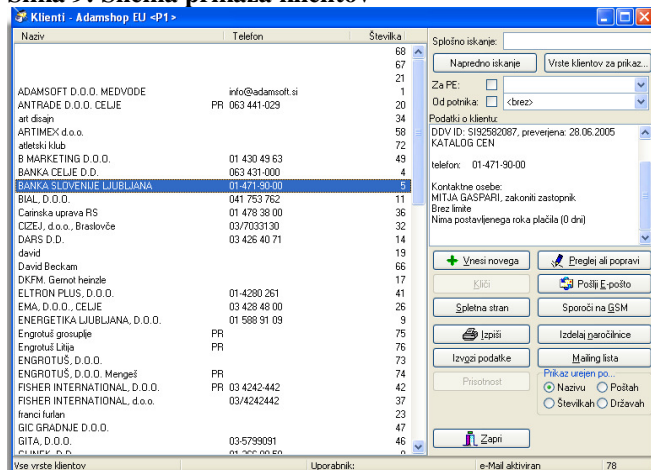 Slika 9: Shema prikaza klientov
Klienti - Adamshop EU <P1>
Naziv Telefon Številka
68
67
21
ADAMSOFT D.O.O. MEDVODE info@adamsoft.si 1
ANTRADE D.O.O. CELJE PR 063 441-029 20
art disajn 34
ARTIMEX d.o.o. 58
atletski klub 72
B MARKETING D.O.O. 01 430 49 63 49
BANKA CELJE D.D. 063 431-000 4
BANKA SLOVENIJE LJUBLJANA 01-471-90-00 5
BIAL, D.O.O. 041 753 762 11
Carinska uprava RS 01 478 38 00 36
CIZEJ, d.o.o., Braslovče 03/7033130 32
DARS D.D. 03 426 40 71 14
david 19
David Beckam 66
DKFM. Gernot heinzle 17
ELTRON PLUS, D.O.O. 01-4280 261 41
EMA, D.O.O., CELJE 03 428 48 00 26
ENERGETIKA LJUBLJANA, D.O.O. 01 588 91 09 9
Engrotuš grosuplje PR 75
Engrotuš Litija PR 76
ENGROTUŠ, D.O.O. 73
ENGROTUŠ, D.O.O. Mengeš PR 74
FISHER INTERNATIONAL, D.O.O. PR 03 4242-442 42
FISHER INTERNATIONAL, d.o.o. 03/4242442 37
franci furlan 23
GIC GRADNJE D.O.O. 47
GITA, D.O.O. 03-5799091 46
Splošno iskanje:
Napredno iskanje Vrste klientov za prikaz...
Za PE:
Od potnika: <brez>
Podatki o klientu:
DDV ID: SI92582087, preverjena: 28.06.2005
KATALOG CEN
telefon: 01-471-90-00
Kontaktne osebe:
MITJA GASPARI, zakoniti zastopnik
Brez limite
Nima postavljenega roka plačila (0 dni)
Vnesi novega Preglej ali popravi
Kliči Pošlji E-pošto
Spletna stran Sporoči na GSM
Izpiši Izdelaj naročilnice
Izvozi podatke Mailing lista
Prisotnost Prikaz urejen po...
Nazivu Poštah
Številkah Državah
Zapri
Vse vrste klientov Uporabnik: e-Mail aktiviran 78